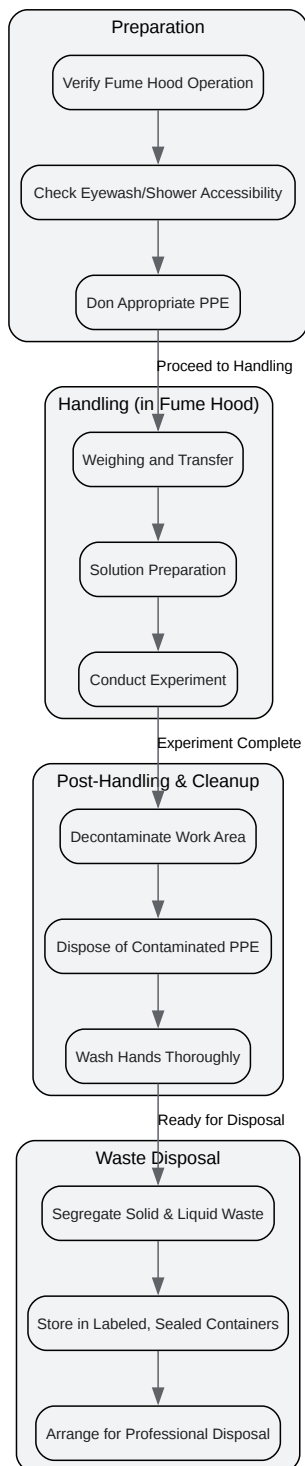 Preparation
Verify Fume Hood Operation
Check Eyewash/Shower Accessibility
Don Appropriate PPE
Proceed to Handling
Handling (in Fume Hood)
Weighing and Transfer
Solution Preparation
Conduct Experiment
Experiment Complete
Post-Handling & Cleanup
Decontaminate Work Area
Dispose of Contaminated PPE
Wash Hands Thoroughly
Ready for Disposal
Waste Disposal
Segregate Solid & Liquid Waste
Store in Labeled, Sealed Containers
Arrange for Professional Disposal